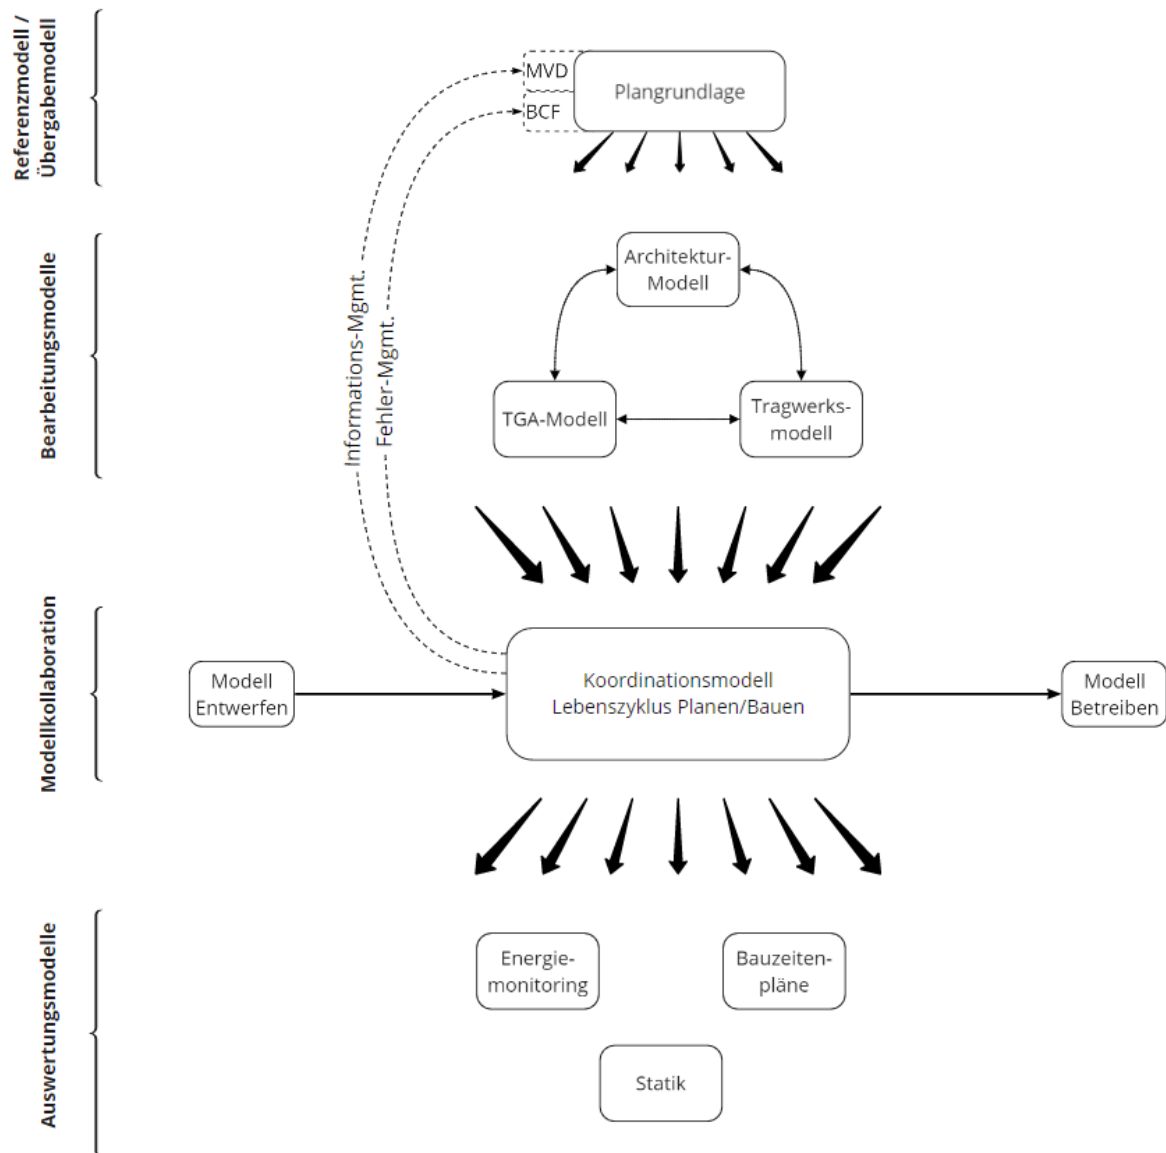 Referenzmodell /
Übergabemodell
MVD
BCF
Plangrundlage
Bearbeitungsmodelle
Informations-Mgmt.
Fehler-Mgmt.
Architektur-
Modell
TGA-Modell
Tragwerks-
modell
Modellkollaboration
Modell
Entwerfen
Koordinationsmodell
Lebenszyklus Planen/Bauen
Modell
Betreiben
Auswertungsmodelle
Energie-
monitoring
Bauzeiten-
pläne
Statik